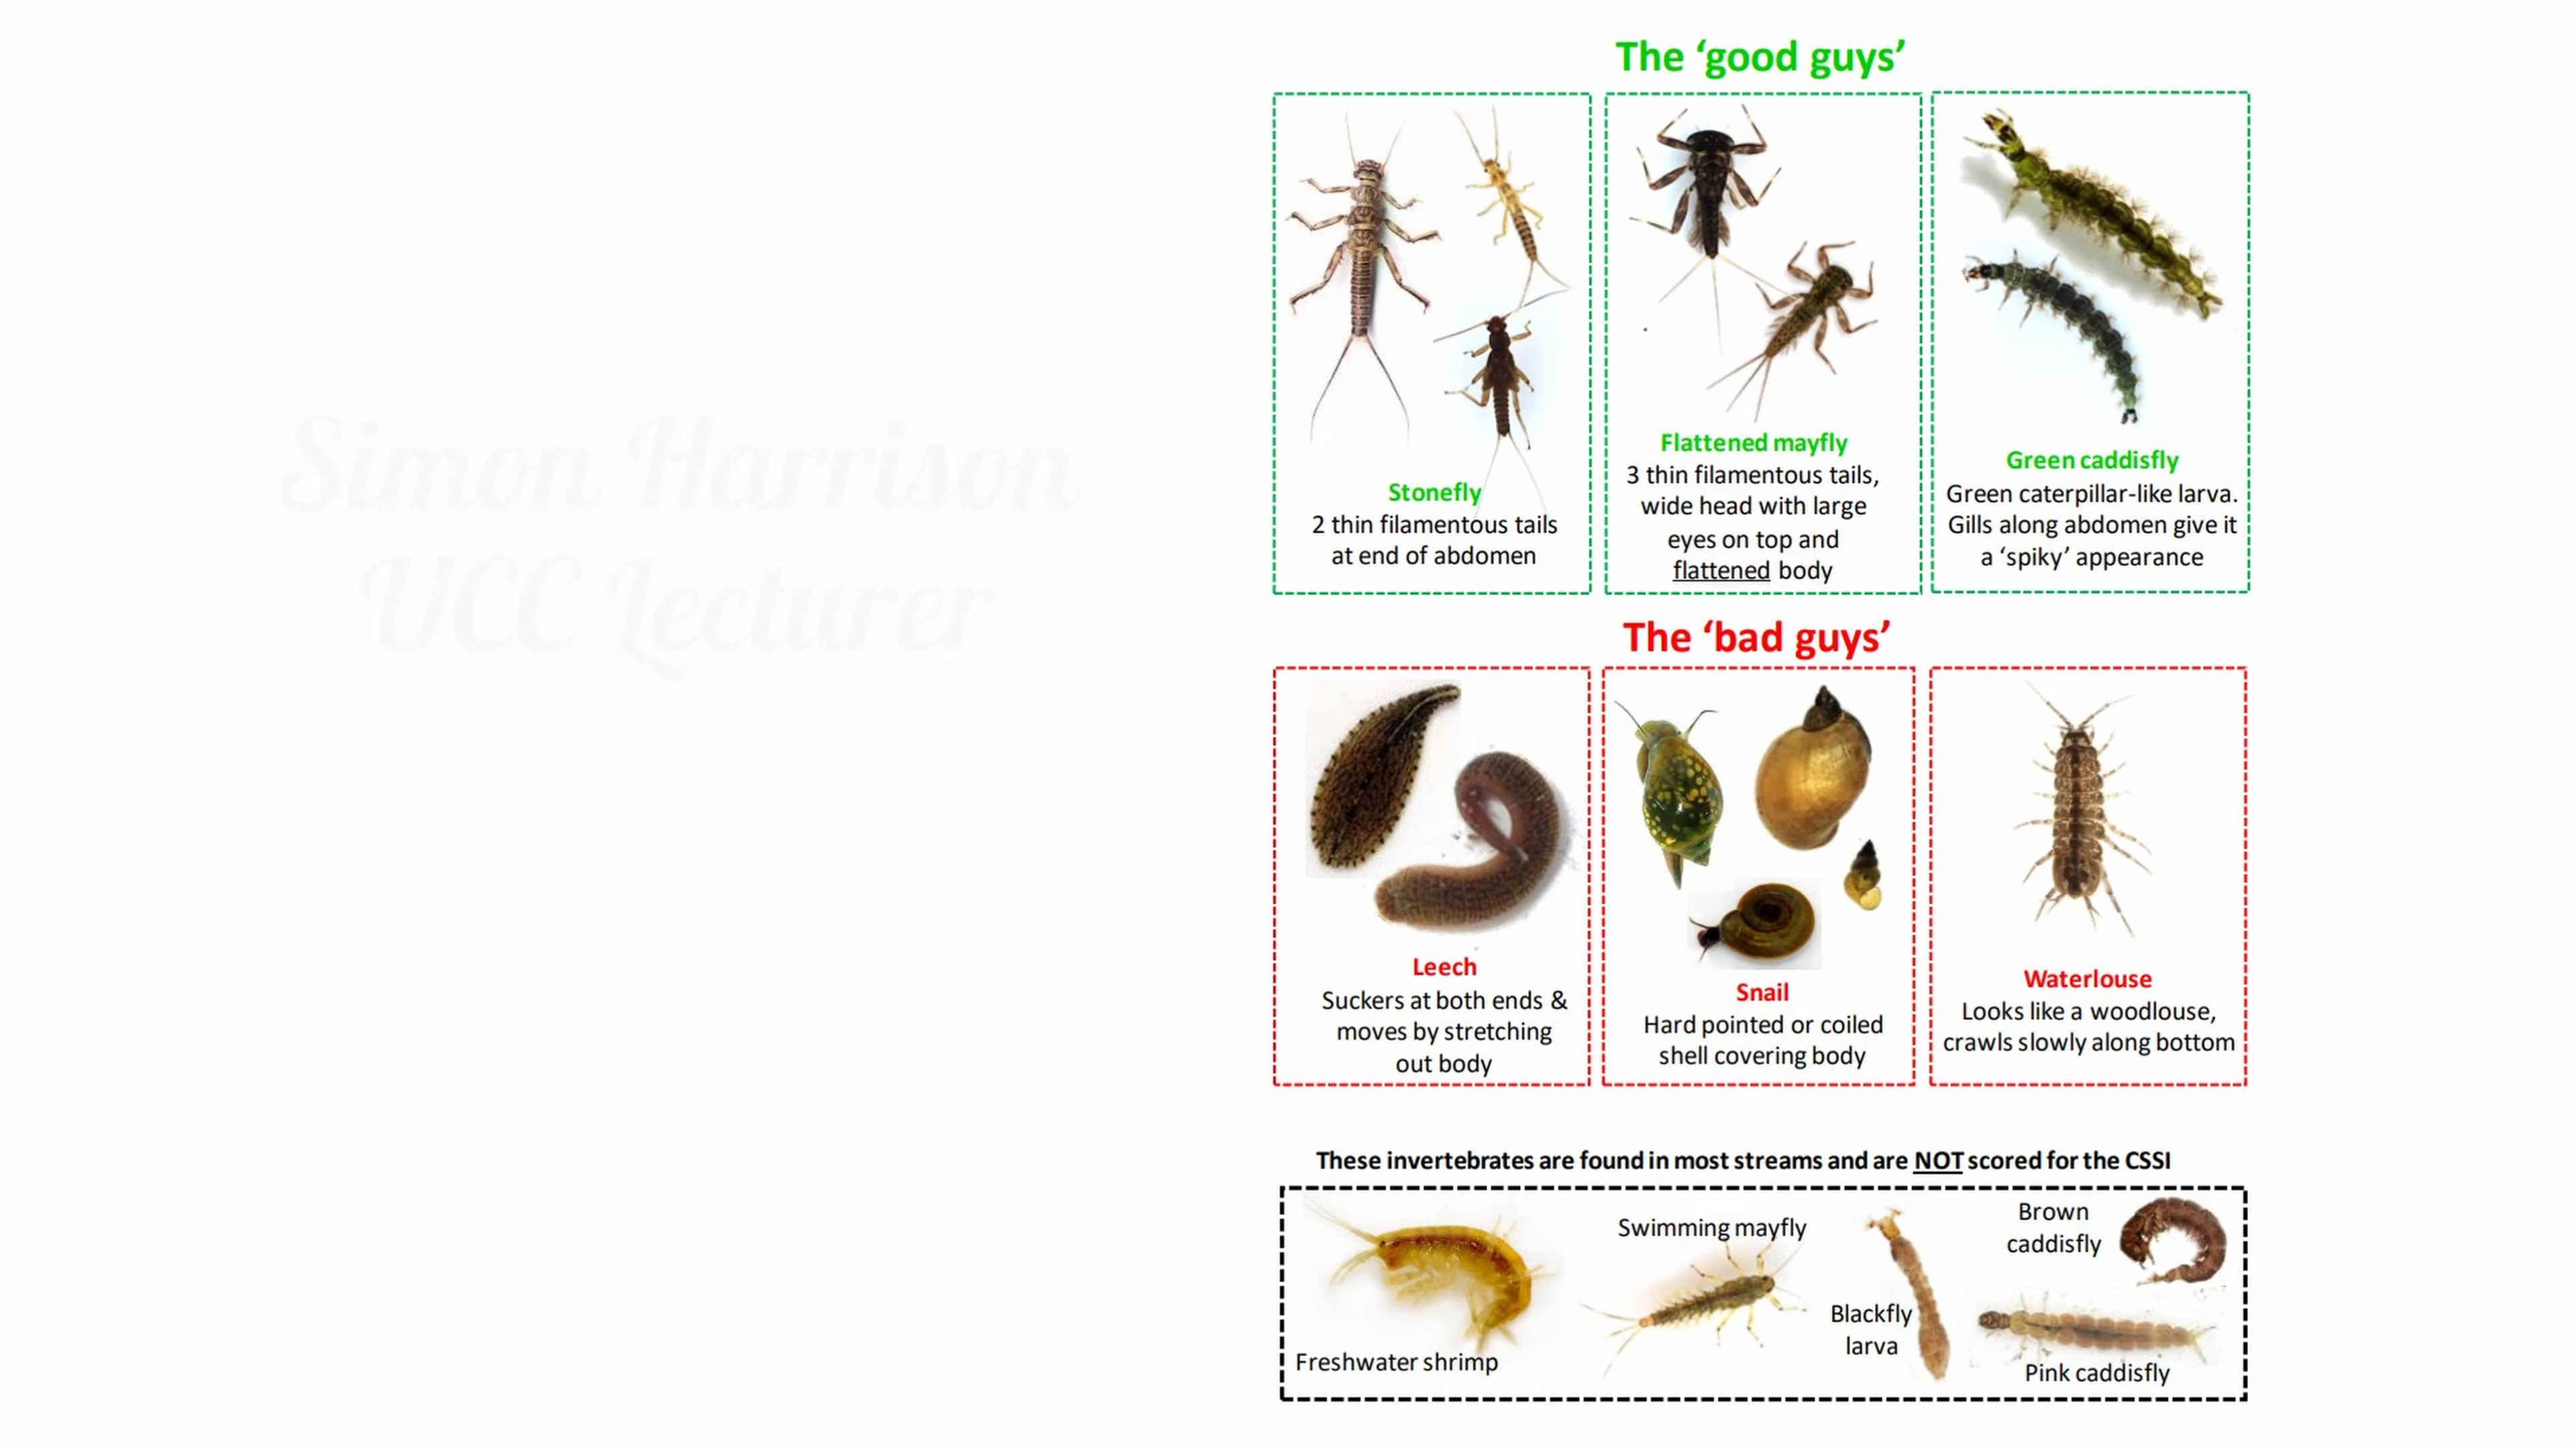 Simon Harrison
UCC Lecturer
The ‘good guys’
Stonefly
2 thin filamentous tails
at end of abdomen
Flattened mayfly
3 thin filamentous tails,
wide head with large
eyes on top and
flattened body
Green caddisfly
Green caterpillar-like larva.
Gills along abdomen give it
a ‘spiky’ appearance
The ‘bad guys’
Leech
Suckers at both ends &
moves by stretching
out body
Snail
Hard pointed or coiled
shell covering body
Waterlouse
Looks like a woodlouse,
crawls slowly along bottom
These invertebrates are found in most streams and are NOT scored for the CSSI
Freshwater shrimp
Swimming mayfly
Blackfly
larva
Brown
caddisfly
Pink caddisfly